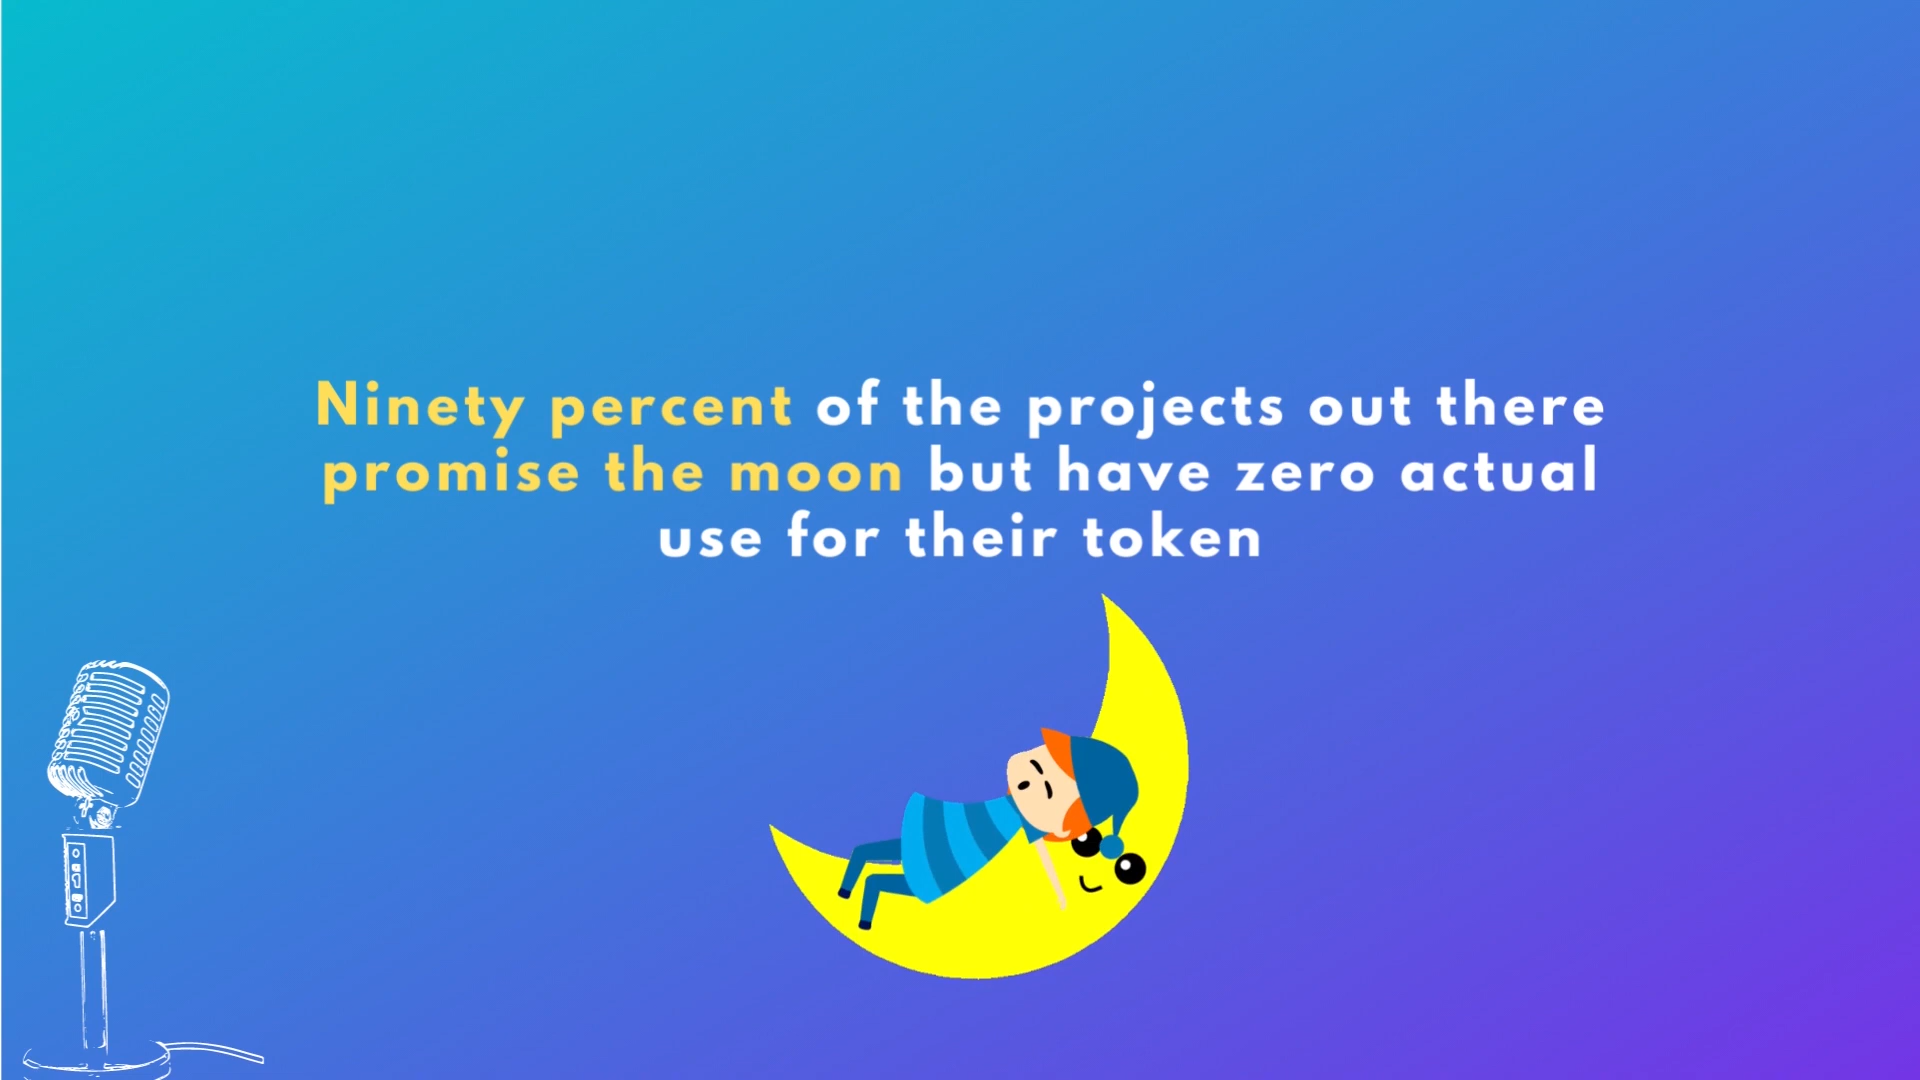 Ninety percent of the projects out there
promise the moon but have zero actual
use for their token